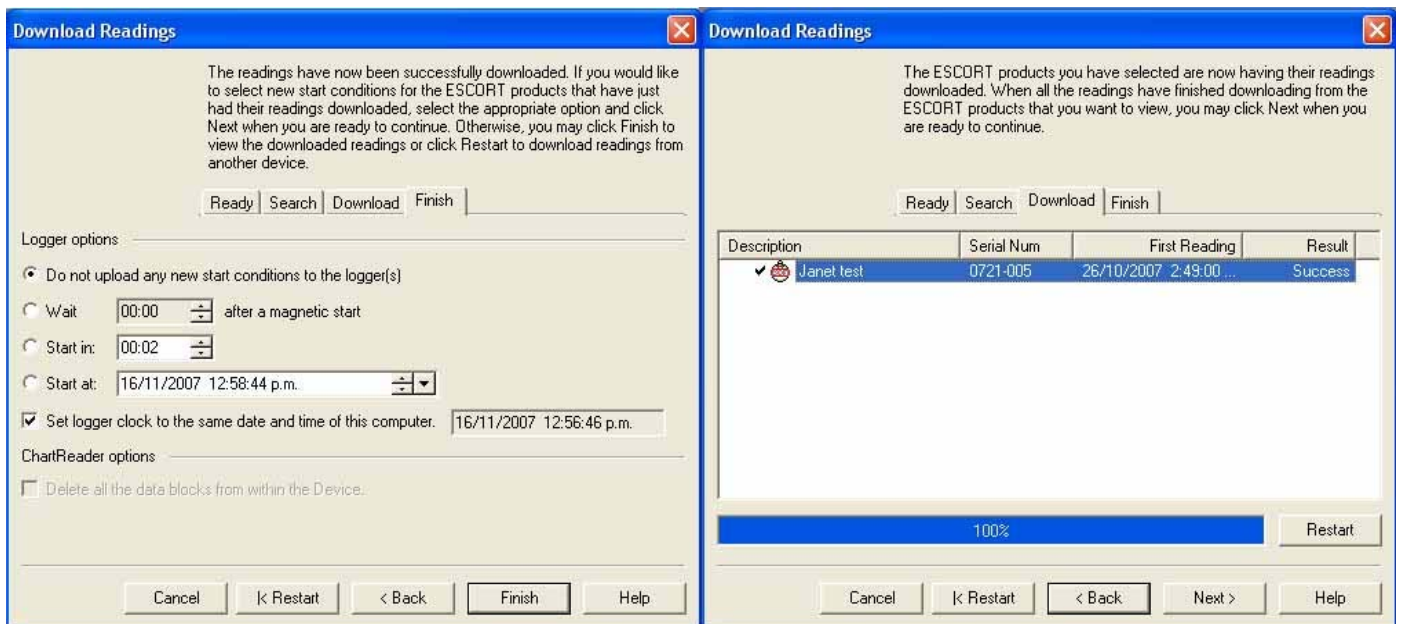 Download Readings
The readings have now been successfully downloaded. If you would like
to select new start conditions for the ESCORT products that have just
had their readings downloaded, select the appropriate option and click
Next when you are ready to continue. Otherwise, you may click Finish to
view the downloaded readings or click Restart to download readings from
another device.
Ready Search Download Finish
Logger options
Do not upload any new start conditions to the logger(s)
Wait 00:00 after a magnetic start
Start in: 00:02
Start at: 16/11/2007 12:58:44 p.m.
Set logger clock to the same date and time of this computer. 16/11/2007 12:56:46 p.m.
ChartReader options
Delete all the data blocks from within the Device.
Cancel |< Restart < Back Finish Help
Download Readings
The ESCORT products you have selected are now having their readings
downloaded. When all the readings have finished downloading from the
ESCORT products that you want to view, you may click Next when you
are ready to continue.
Ready Search Download Finish
Description Serial Num First Reading Result
Janet test 0721-005 26/10/2007 2:49:00 ... Success
100% Restart
Cancel |< Restart < Back Next > Help